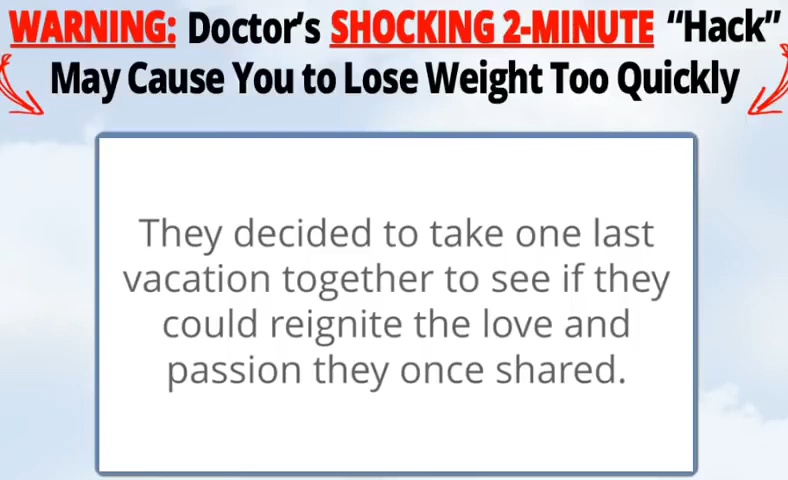 WARNING: Doctor's SHOCKING 2-MINUTE “Hack”
May Cause You to Lose Weight Too Quickly
They decided to take one last
vacation together to see if they
could reignite the love and
passion they once shared.